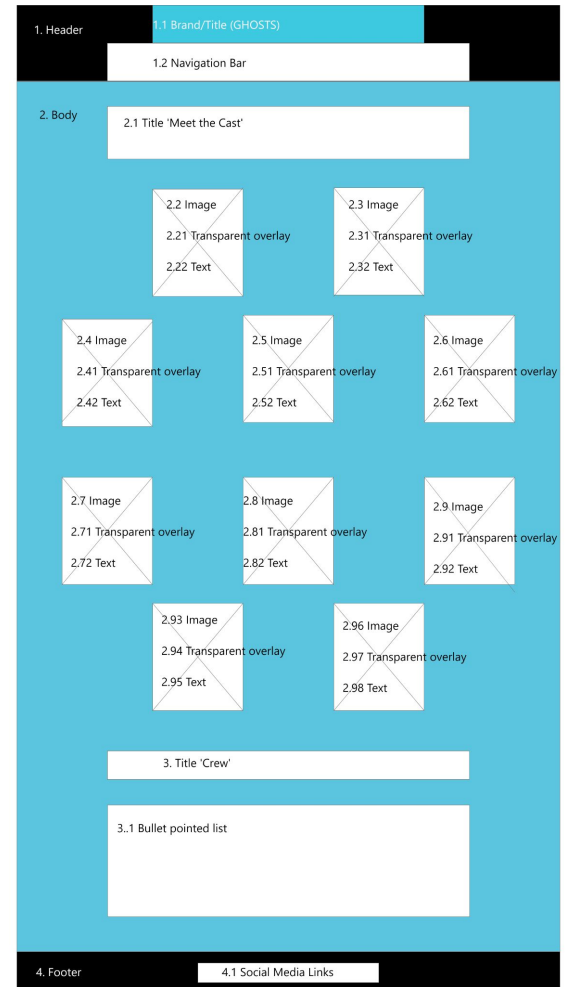 1. Header
1.1 Brand/Title (GHOSTS)
1.2 Navigation Bar
2. Body
2.1 Title 'Meet the Cast'
2.2 Image
2.21 Transparent overlay
2.22 Text
2.3 Image
2.31 Transparent overlay
2.32 Text
2.4 Image
2.41 Transparent overlay
2.42 Text
2.5 Image
2.51 Transparent overlay
2.52 Text
2.6 Image
2.61 Transparent overlay
2.62 Text
2.7 Image
2.71 Transparent overlay
2.72 Text
2.8 Image
2.81 Transparent overlay
2.82 Text
2.9 Image
2.91 Transparent overlay
2.92 Text
2.93 Image
2.94 Transparent overlay
2.95 Text
2.96 Image
2.97 Transparent overlay
2.98 Text
3. Title 'Crew'
3..1 Bullet pointed list
4. Footer
4.1 Social Media Links